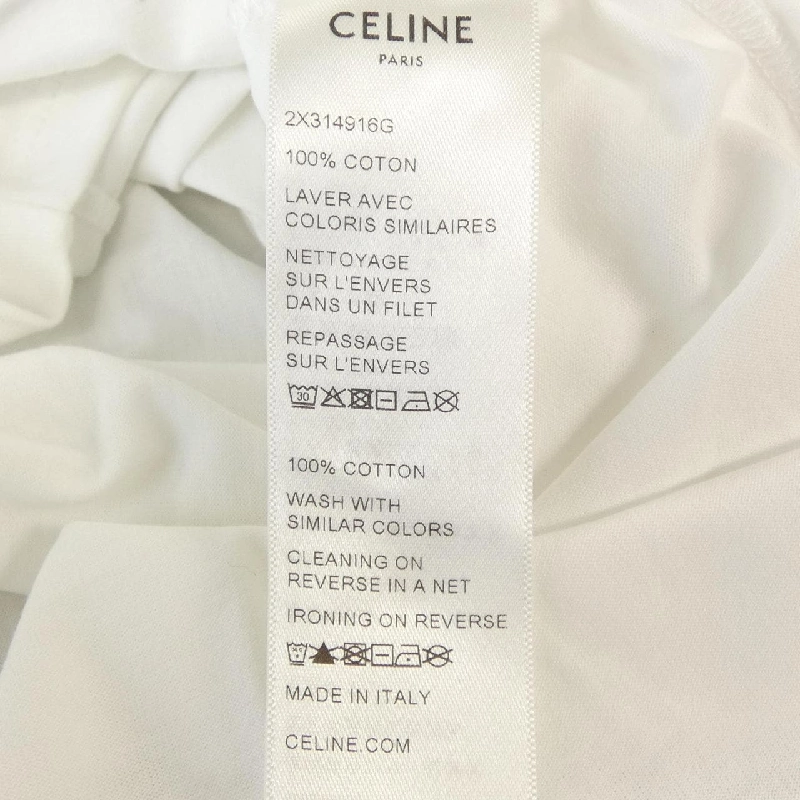 CELINE
PARIS
2X314916G
100% COTON
LAVER AVEC
COLORIS SIMILAIRES
NETTOYAGE
SUR L'ENVERS
DANS UN FILET
REPASSAGE
SUR L'ENVERS
30
100% COTTON
WASH WITH
SIMILAR COLORS
CLEANING ON
REVERSE IN A NET
IRONING ON REVERSE
MADE IN ITALY
CELINE.COM